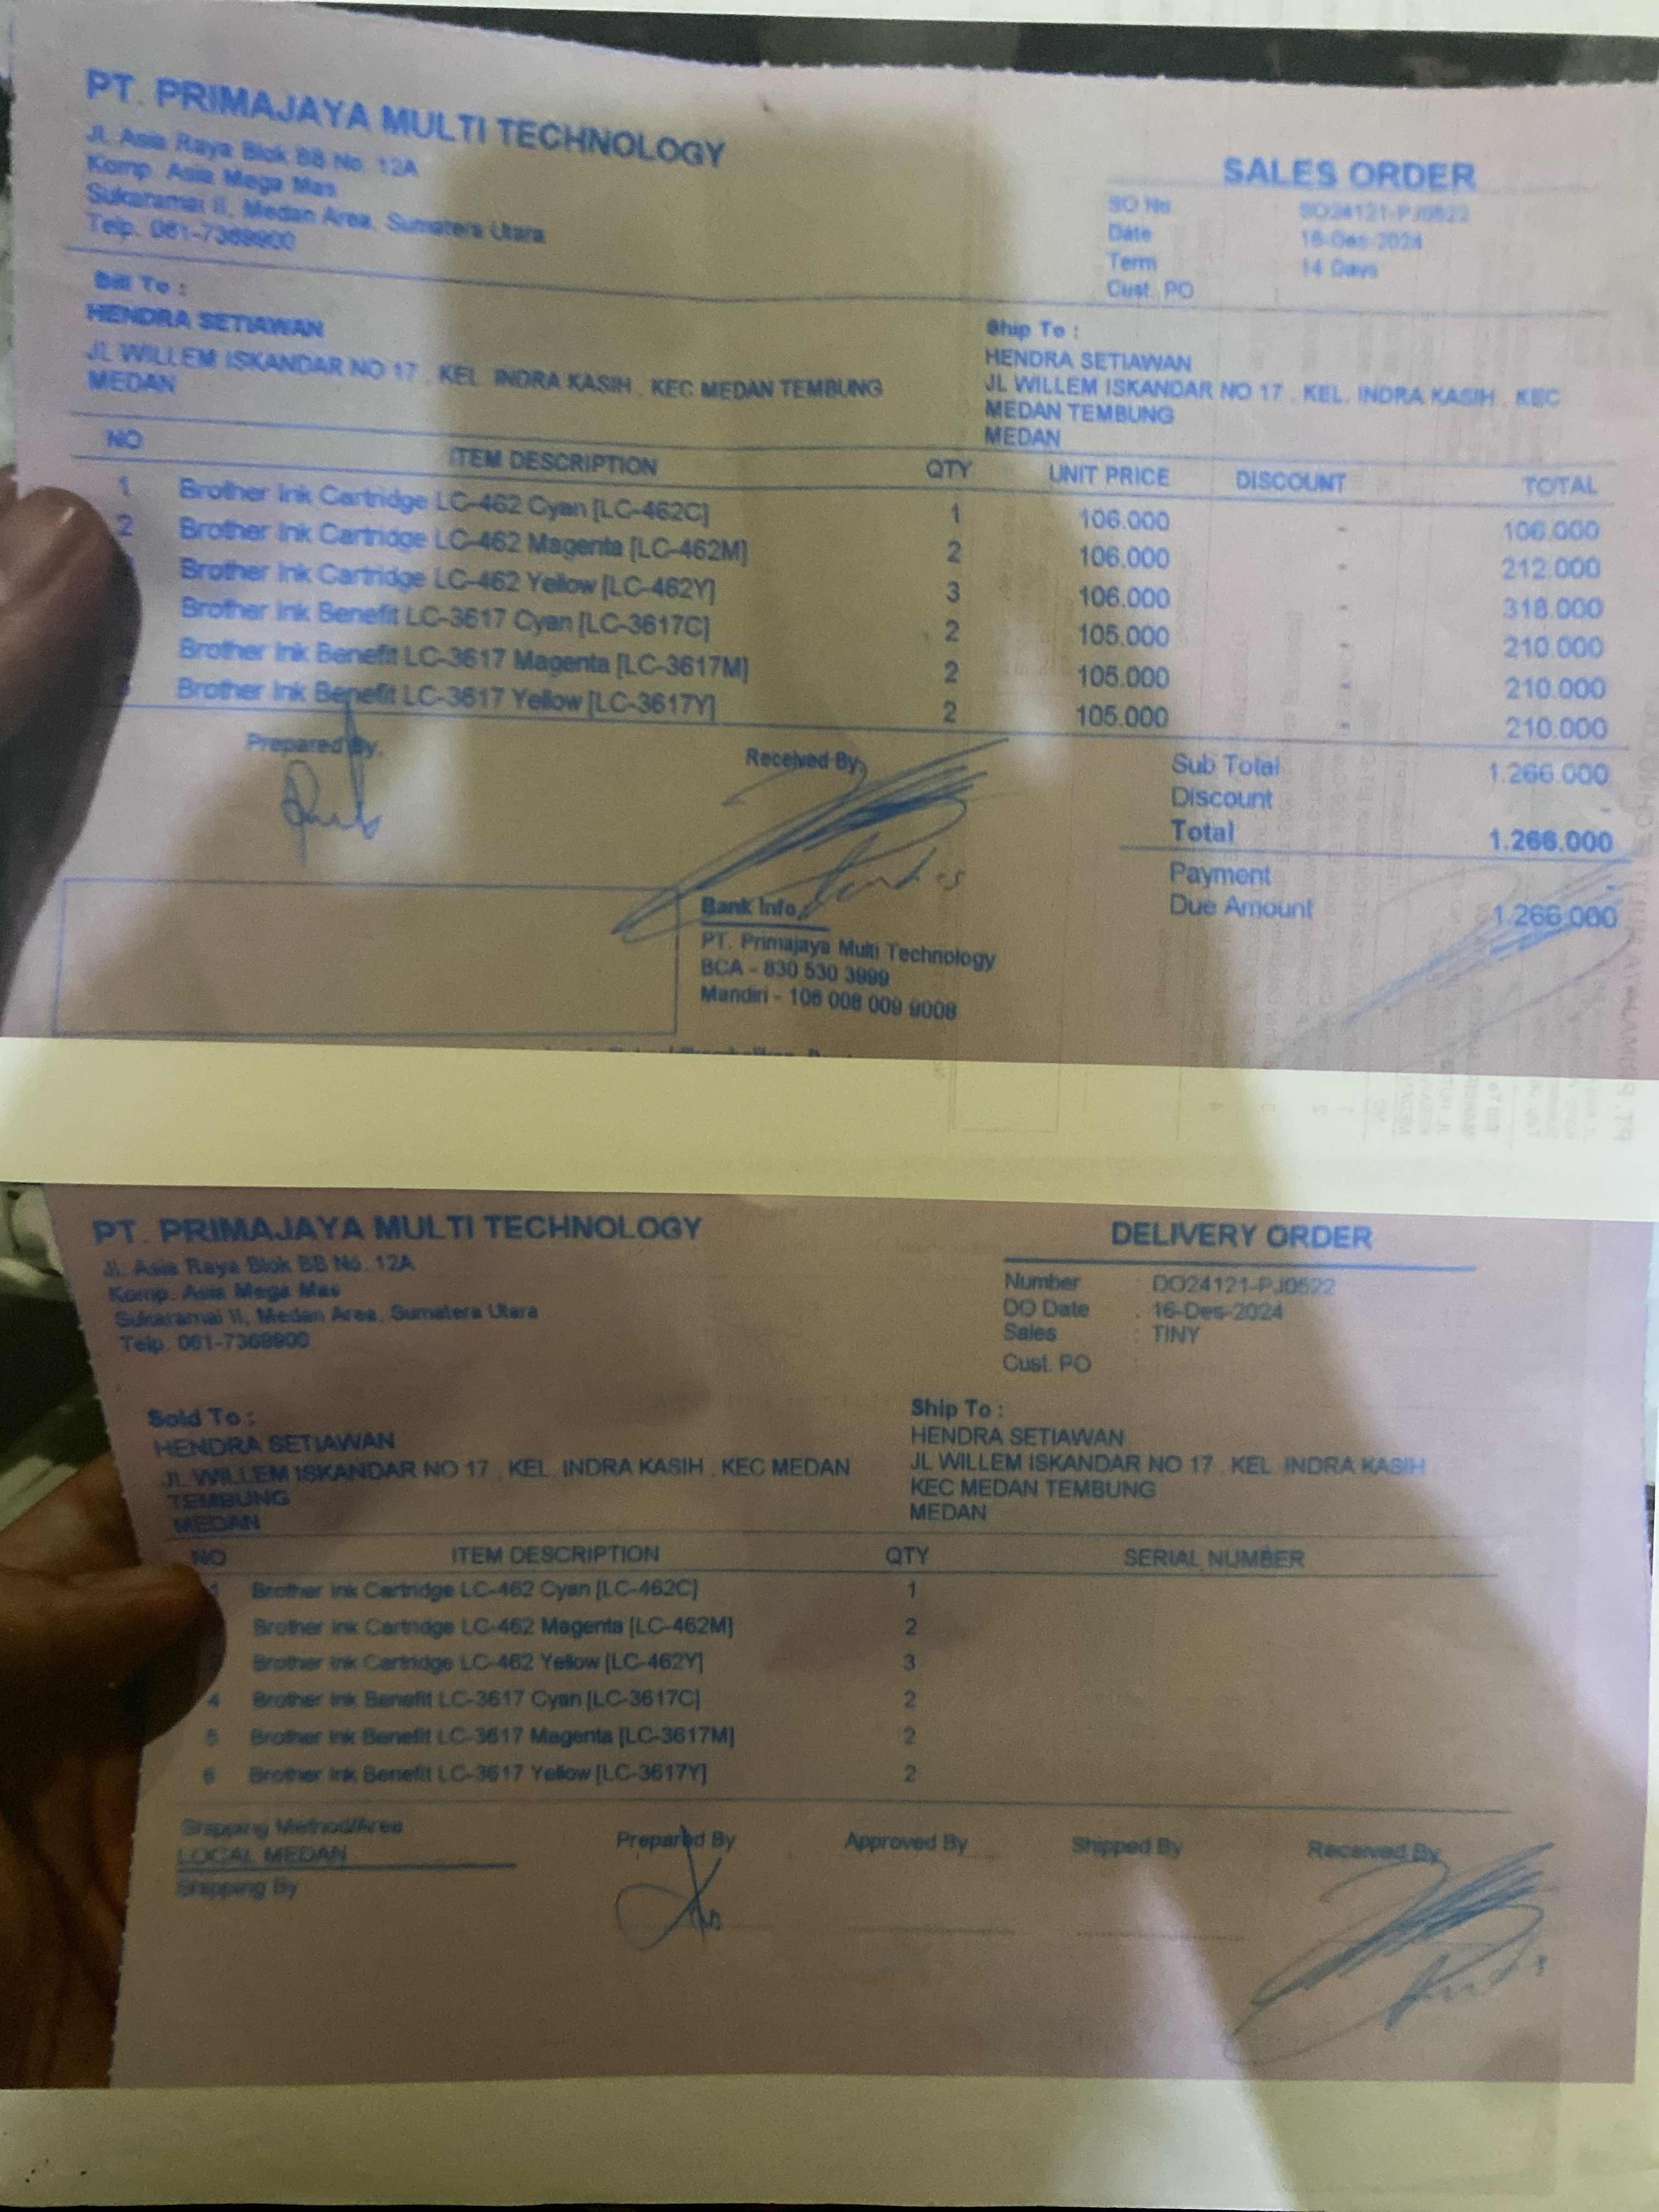 PT. PRIMAJAYA MULTI TECHNOLOGY
Jl. Asia Raya Blok BB No. 12A
Komp. Asia Mega Mas
Sukaramai II, Medan Area, Sumatera Utara
Telp. 061-7369900
SALES ORDER
SO No SO24121-PJ0522
Date 16-Des-2024
Term 14 Days
Cust. PO
Bill To :
HENDRA SETIAWAN
JL WILLEM ISKANDAR NO 17 , KEL. INDRA KASIH , KEC MEDAN TEMBUNG
MEDAN
Ship To :
HENDRA SETIAWAN
JL WILLEM ISKANDAR NO 17 , KEL. INDRA KASIH , KEC
MEDAN TEMBUNG
MEDAN
NO ITEM DESCRIPTION QTY UNIT PRICE DISCOUNT TOTAL
1 Brother Ink Cartridge LC-462 Cyan [LC-462C] 1 106.000 - 106.000
2 Brother Ink Cartridge LC-462 Magenta [LC-462M] 2 106.000 - 212.000
Brother Ink Cartridge LC-462 Yellow [LC-462Y] 3 106.000 - 318.000
Brother Ink Benefit LC-3617 Cyan [LC-3617C] 2 105.000 - 210.000
Brother Ink Benefit LC-3617 Magenta [LC-3617M] 2 105.000 - 210.000
Brother Ink Benefit LC-3617 Yellow [LC-3617Y] 2 105.000 - 210.000
Prepared By
Received By
Sub Total 1.266.000
Discount -
Total 1.266.000
Payment
Due Amount 1.266.000
Bank Info
PT. Primajaya Multi Technology
BCA - 830 530 3999
Mandiri - 106 008 009 9008
PT. PRIMAJAYA MULTI TECHNOLOGY
Jl. Asia Raya Blok BB No. 12A
Komp. Asia Mega Mas
Sukaramai II, Medan Area, Sumatera Utara
Telp. 061-7369900
DELIVERY ORDER
Number : DO24121-PJ0522
DO Date : 16-Des-2024
Sales : TINY
Cust. PO
Sold To :
HENDRA SETIAWAN
JL WILLEM ISKANDAR NO 17 , KEL. INDRA KASIH , KEC MEDAN
TEMBUNG
MEDAN
Ship To :
HENDRA SETIAWAN
JL WILLEM ISKANDAR NO 17 , KEL. INDRA KASIH
KEC MEDAN TEMBUNG
MEDAN
NO ITEM DESCRIPTION QTY SERIAL NUMBER
1 Brother Ink Cartridge LC-462 Cyan [LC-462C] 1
Brother Ink Cartridge LC-462 Magenta [LC-462M] 2
Brother Ink Cartridge LC-462 Yellow [LC-462Y] 3
4 Brother Ink Benefit LC-3617 Cyan [LC-3617C] 2
5 Brother Ink Benefit LC-3617 Magenta [LC-3617M] 2
6 Brother Ink Benefit LC-3617 Yellow [LC-3617Y] 2
Shipping Method/Area
LOCAL MEDAN
Shipping By
Prepared By
Approved By
Shipped By
Received By